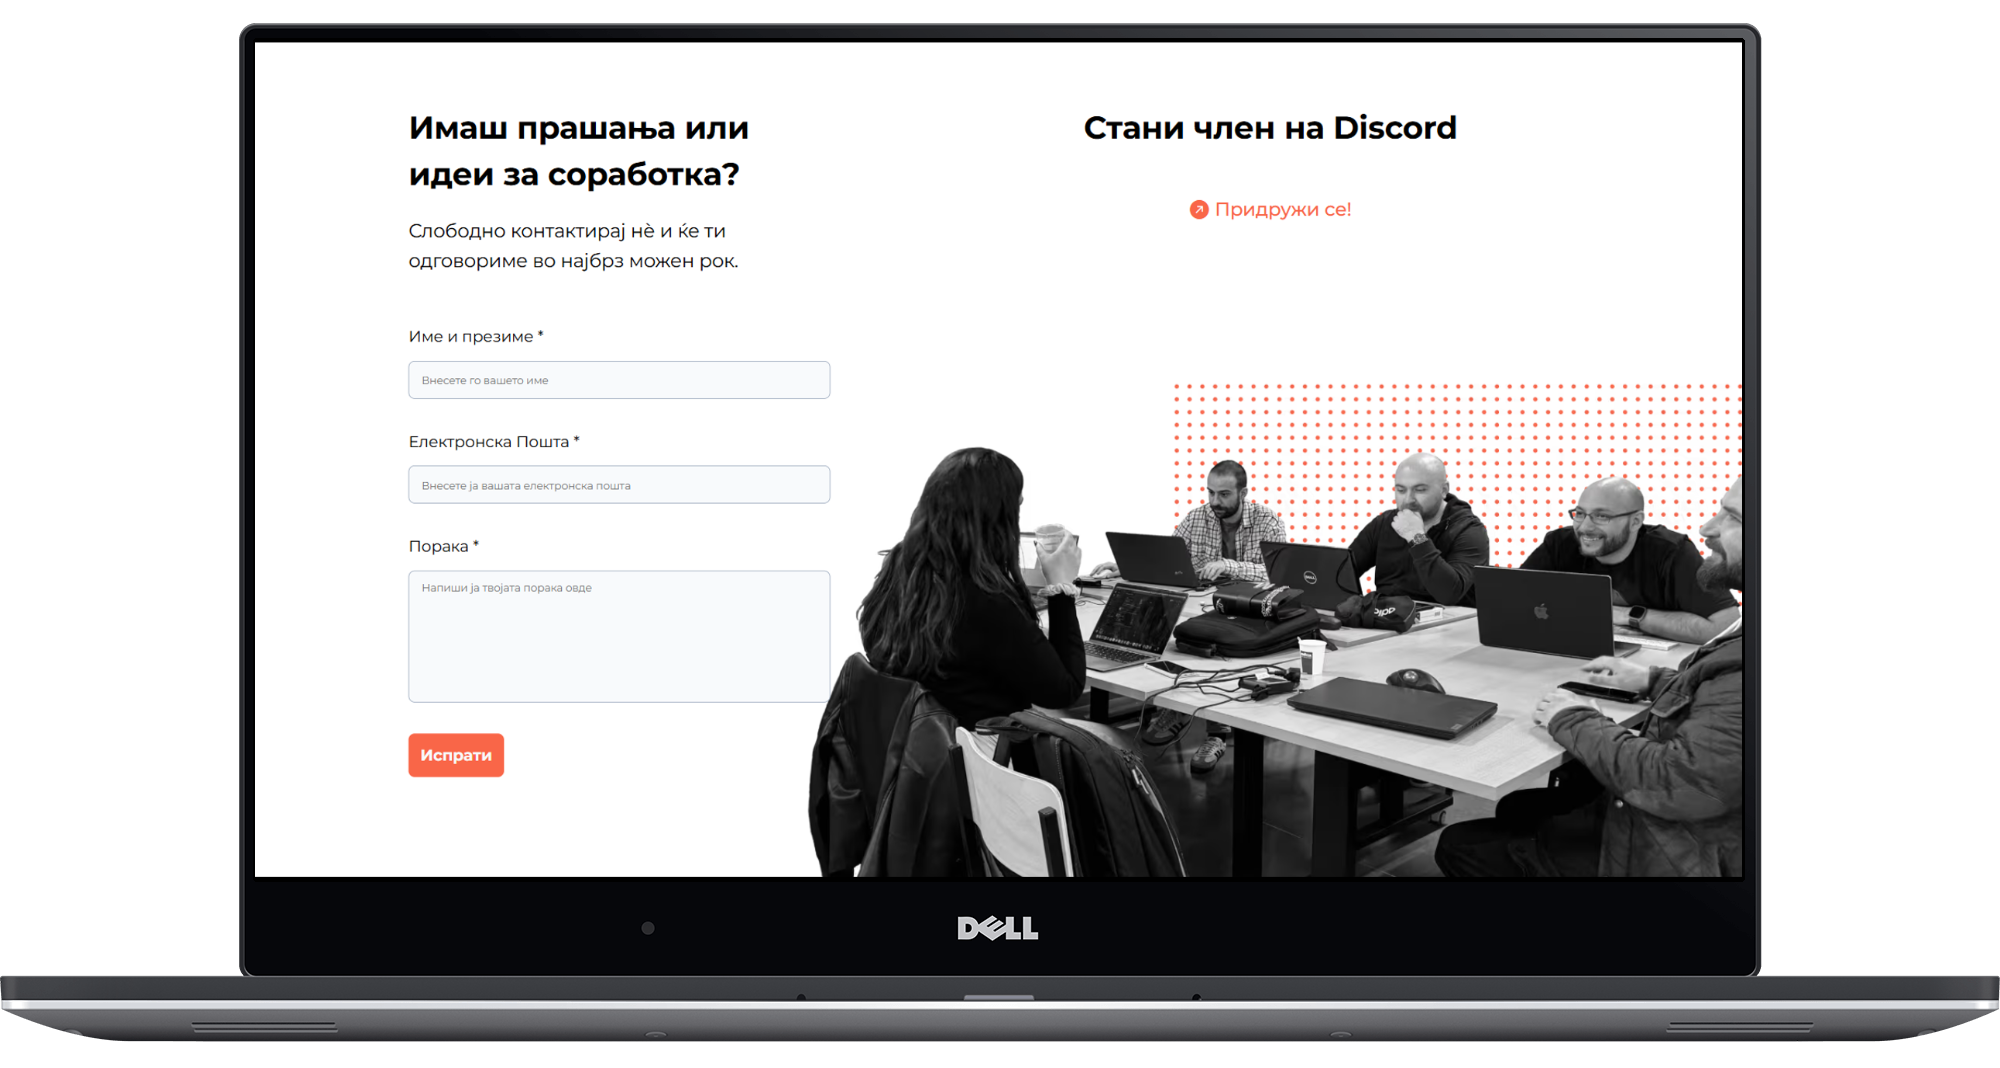 Имаш прашања или
идеи за соработка?
Слободно контактирај нѐ и ќе ти
одговориме во најбрз можен рок.
Име и презиме *
Внесете го вашето име
Електронска Пошта *
Внесете ја вашата електронска пошта
Порака *
Напиши ја твојата порака овде
Испрати
Стани член на Discord
Придружи се!
DELL